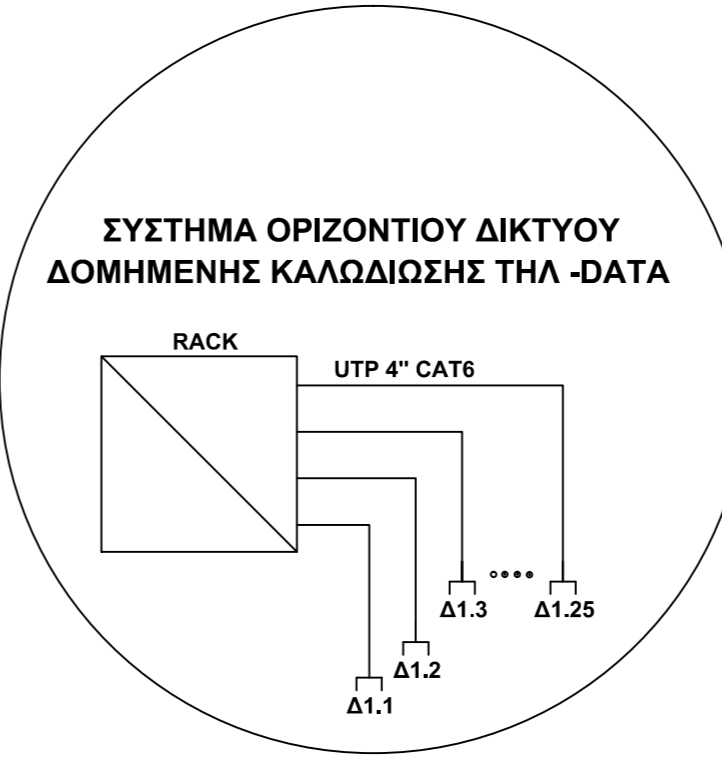 ΣΥΣΤΗΜΑ ΟΡΙΖΟΝΤΙΟΥ ΔΙΚΤΥΟΥ
ΔΟΜΗΜΕΝΗΣ ΚΑΛΩΔΙΩΣΗΣ ΤΗΛ -DATA
RACK
UTP 4" CAT6
Δ1.3
Δ1.25
Δ1.2
Δ1.1